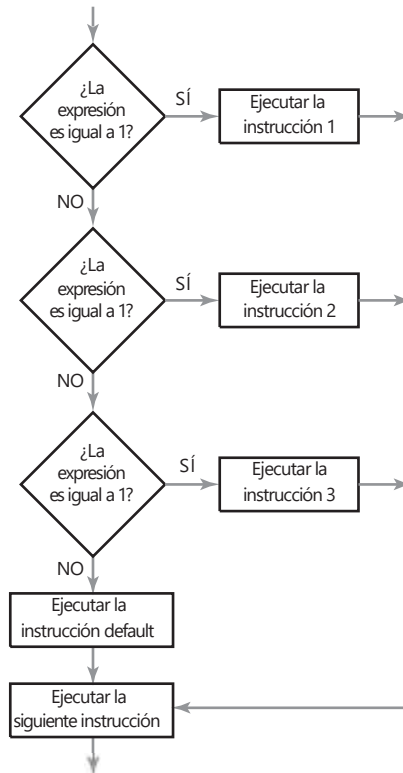 ¿La
expresión
es igual a 1?
SÍ
Ejecutar la
instrucción 1
NO
¿La
expresión
es igual a 1?
SÍ
Ejecutar la
instrucción 2
NO
¿La
expresión
es igual a 1?
SÍ
Ejecutar la
instrucción 3
NO
Ejecutar la
instrucción default
Ejecutar la
siguiente instrucción